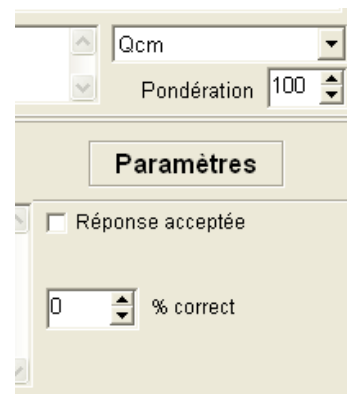 Qcm
Pondération 100
Paramètres
Réponse acceptée
0 % correct